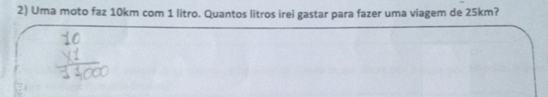 2) Uma moto faz 10km com 1 litro. Quantos litros irei gastar para fazer uma viagem de 25km?
10
x1
11000